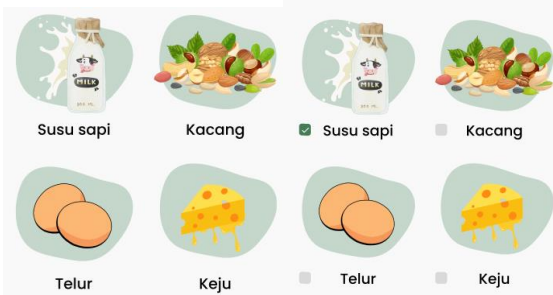 MILK
MILK
Susu sapi
Kacang
Susu sapi
Kacang
Telur
Keju
Telur
Keju